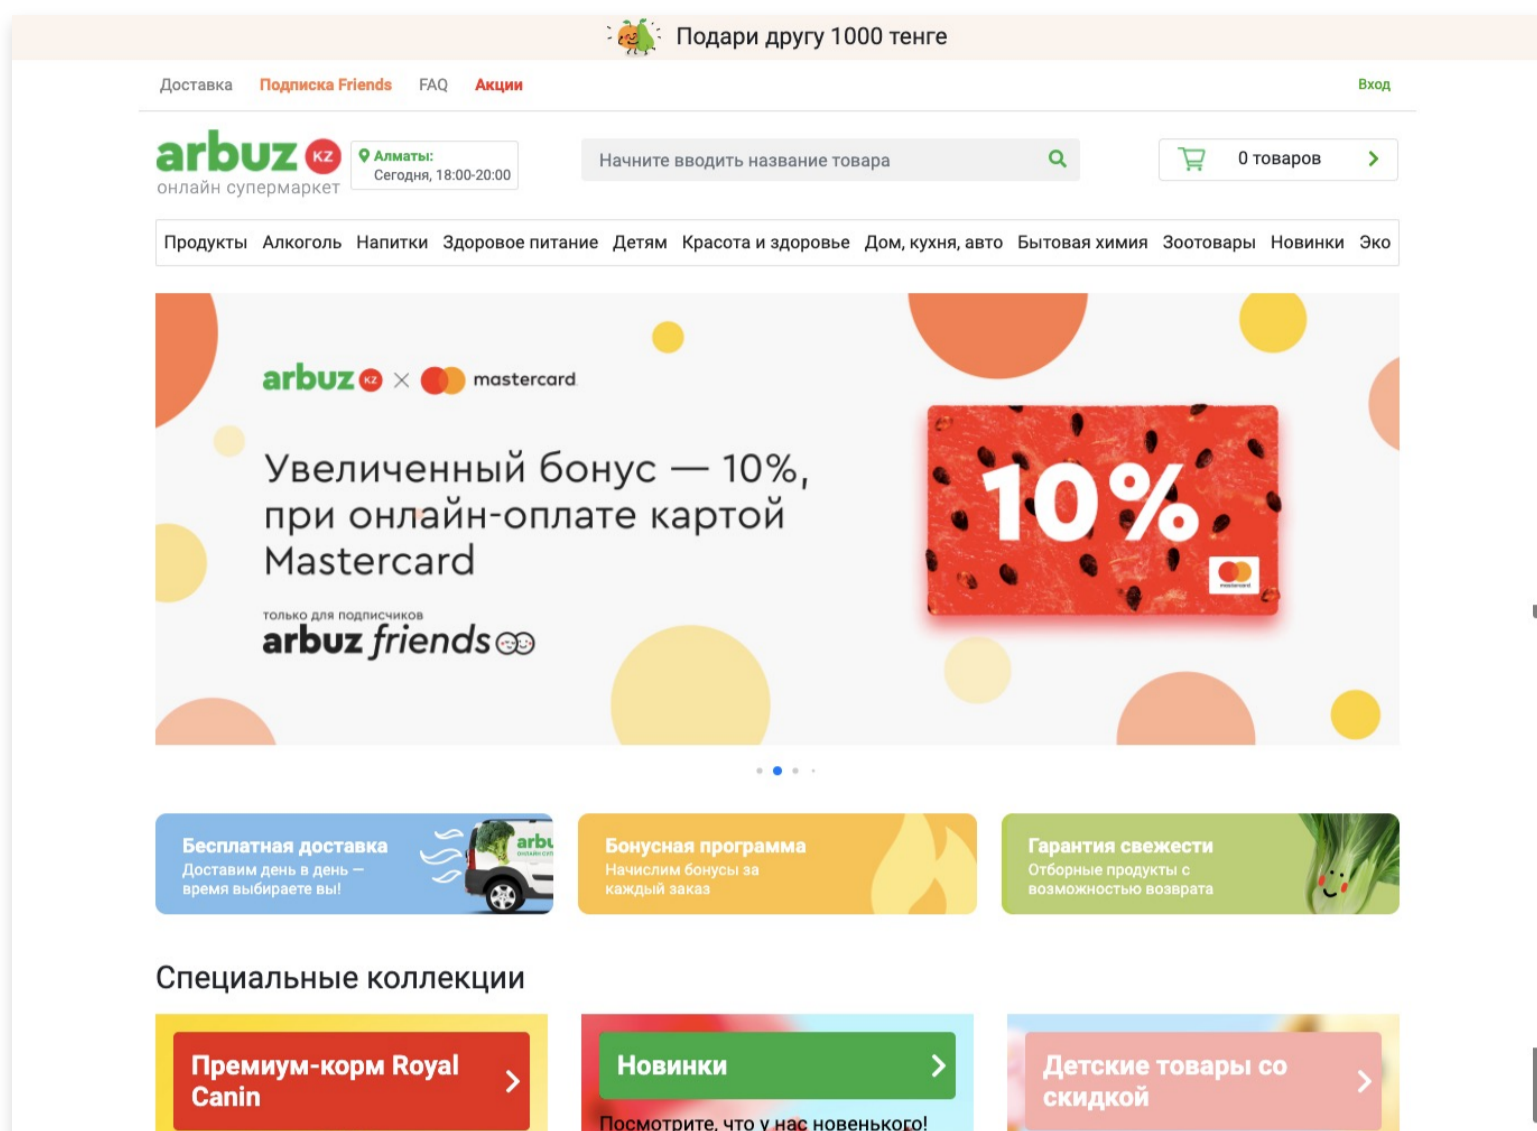 Подари другу 1000 тенге
Доставка Подписка Friends FAQ Акции Вход
arbuz KZ
онлайн супермаркет
Алматы:
Сегодня, 18:00-20:00
Начните вводить название товара
0 товаров
Продукты Алкоголь Напитки Здоровое питание Детям Красота и здоровье Дом, кухня, авто Бытовая химия Зоотовары Новинки Эко
arbuz KZ × mastercard
Увеличенный бонус — 10%,
при онлайн-оплате картой
Mastercard
только для подписчиков
arbuz friends
10%
mastercard
Бесплатная доставка
Доставим день в день —
время выбираете вы!
arbu
Бонусная программа
Начислим бонусы за
каждый заказ
Гарантия свежести
Отборные продукты с
возможностью возврата
Специальные коллекции
Премиум-корм Royal
Canin
Новинки
Посмотрите, что у нас новенького!
Детские товары со
скидкой